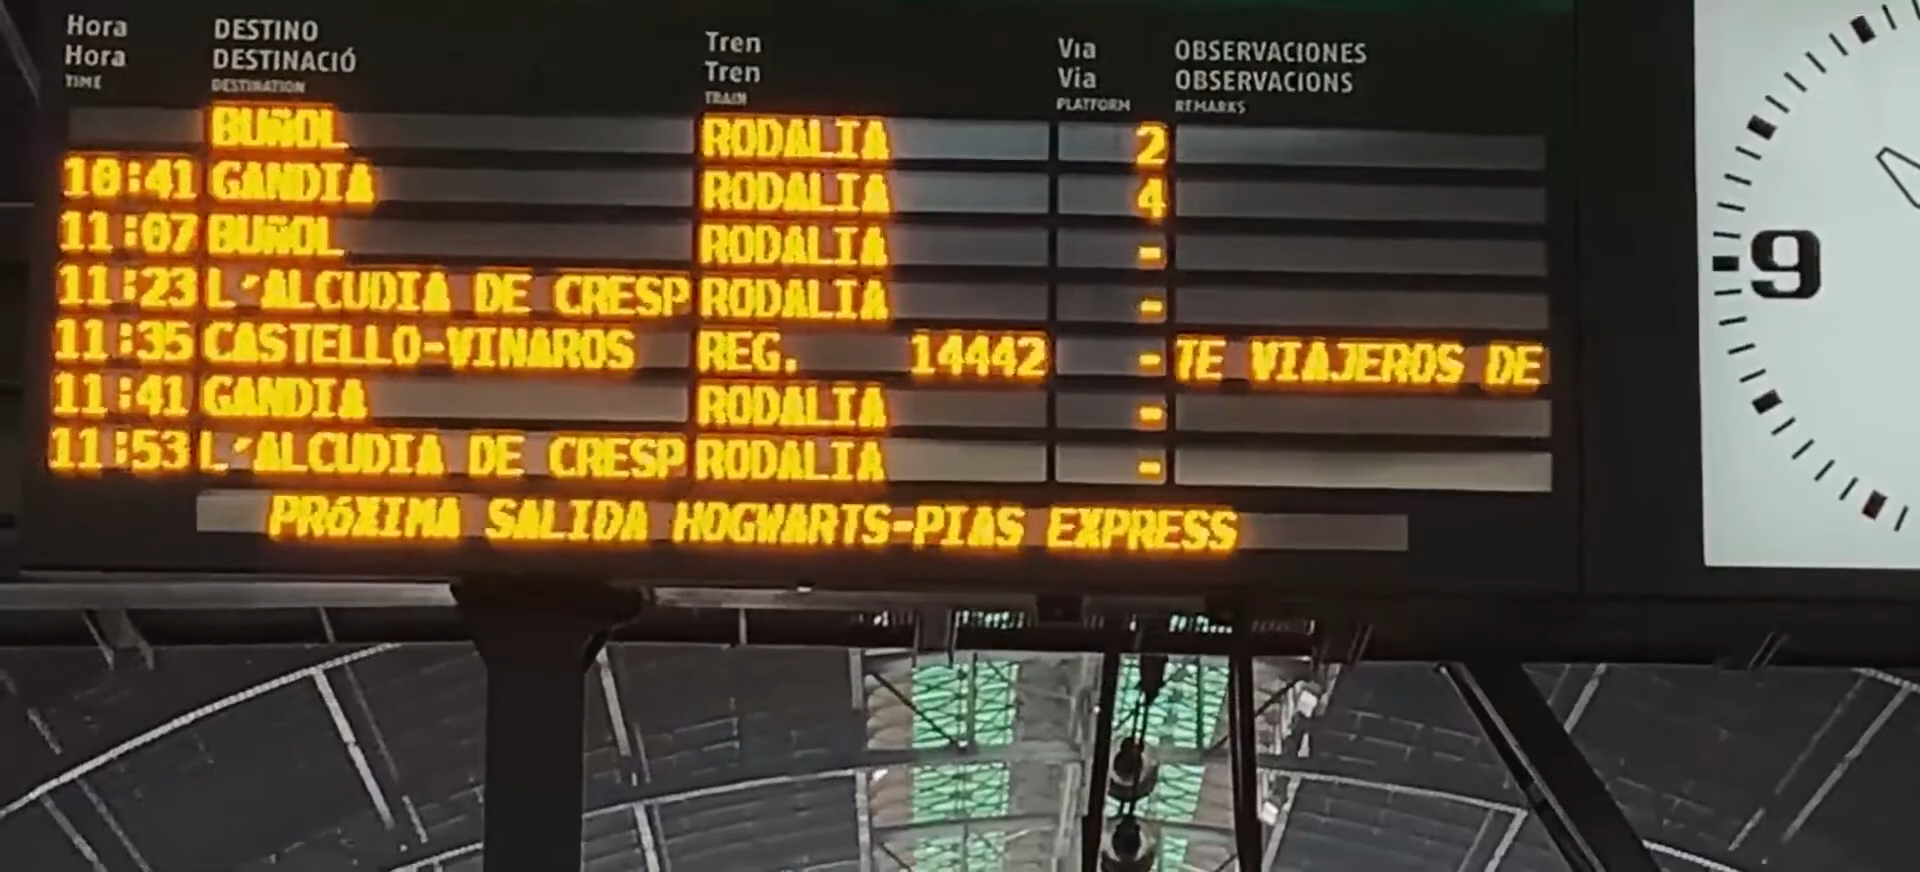 Hora DESTINO Tren Vía OBSERVACIONES
Hora DESTINACIÓ Tren Via OBSERVACIONS
TIME DESTINATION TRAIN PLATFORM REMARKS
BUÑOL RODALIA 2
10:41 GANDIA RODALIA 4
11:07 BUÑOL RODALIA -
11:23 L´ALCUDIA DE CRESP RODALIA -
11:35 CASTELLO-VINAROS REG. 14442 - TE VIAJEROS DE
11:41 GANDIA RODALIA -
11:53 L´ALCUDIA DE CRESP RODALIA -
PRóXIMA SALIDA HOGWARTS-PIAS EXPRESS
9